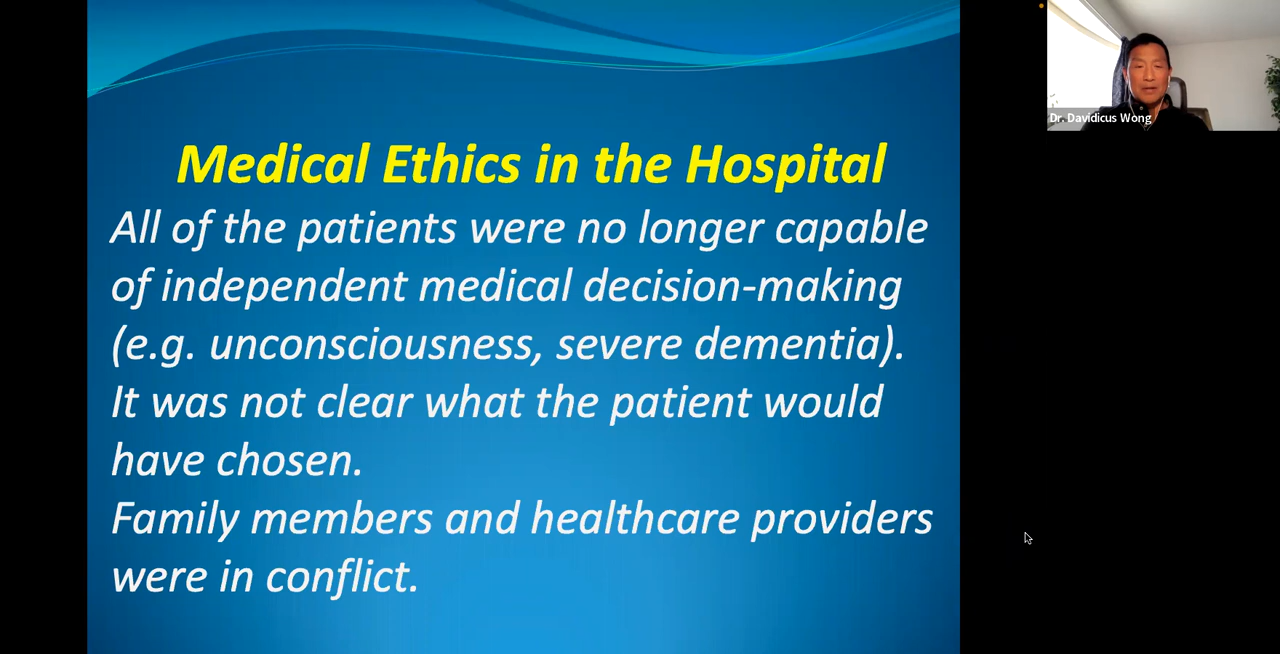 Medical Ethics in the Hospital
All of the patients were no longer capable
of independent medical decision-making
(e.g. unconsciousness, severe dementia).
It was not clear what the patient would
have chosen.
Family members and healthcare providers
were in conflict.
Dr. Davidicus Wong